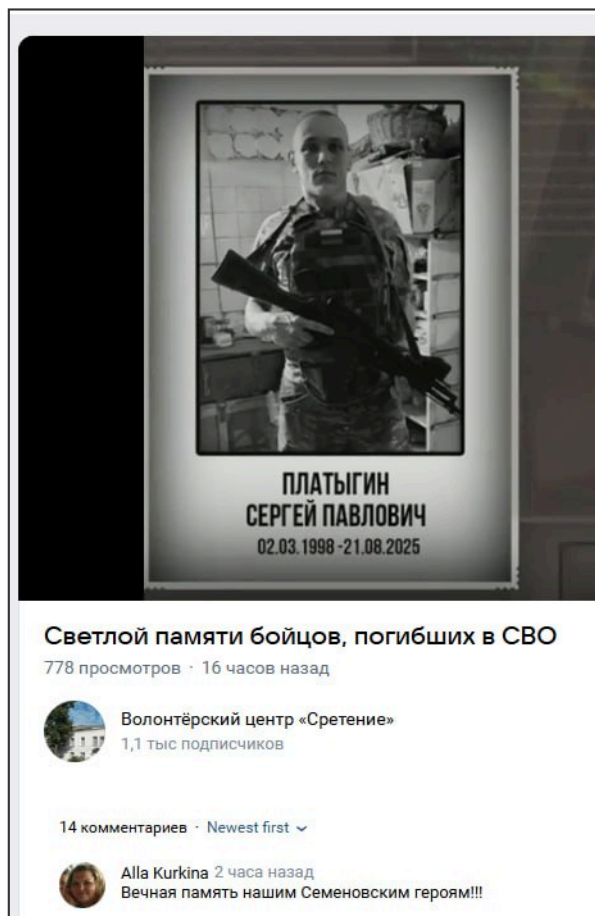 ПЛАТЫГИН
СЕРГЕЙ ПАВЛОВИЧ
02.03.1998 -21.08.2025
Светлой памяти бойцов, погибших в СВО
778 просмотров · 16 часов назад
Волонтёрский центр «Сретение»
1,1 тыс подписчиков
14 комментариев · Newest first
Alla Kurkina 2 часа назад
Вечная память нашим Семеновским героям!!!